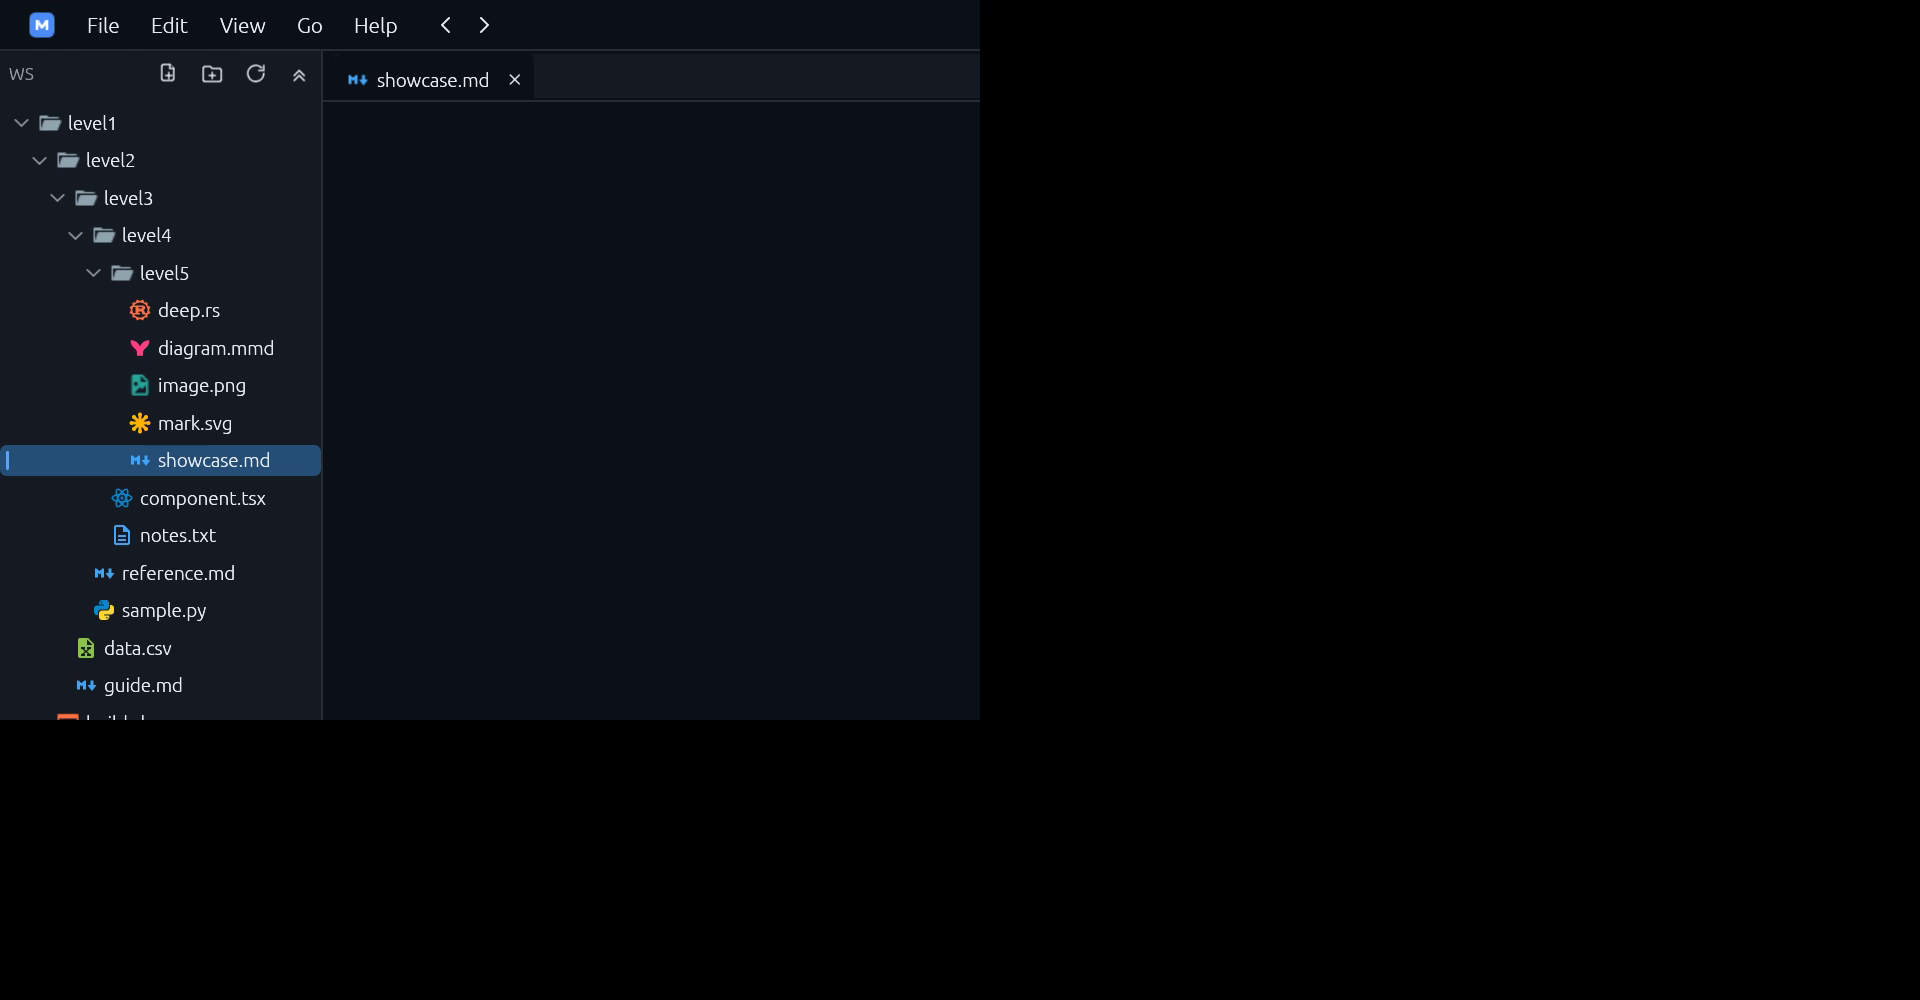 M File Edit View Go Help
WS
showcase.md
level1
level2
level3
level4
level5
deep.rs
diagram.mmd
image.png
mark.svg
showcase.md
component.tsx
notes.txt
reference.md
sample.py
data.csv
guide.md